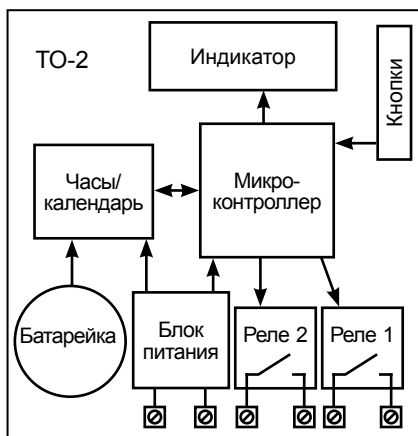 ТО-2
Индикатор
Кнопки
Часы/
календарь
Микро-
контроллер
Батарейка
Блок
питания
Реле 2
Реле 1